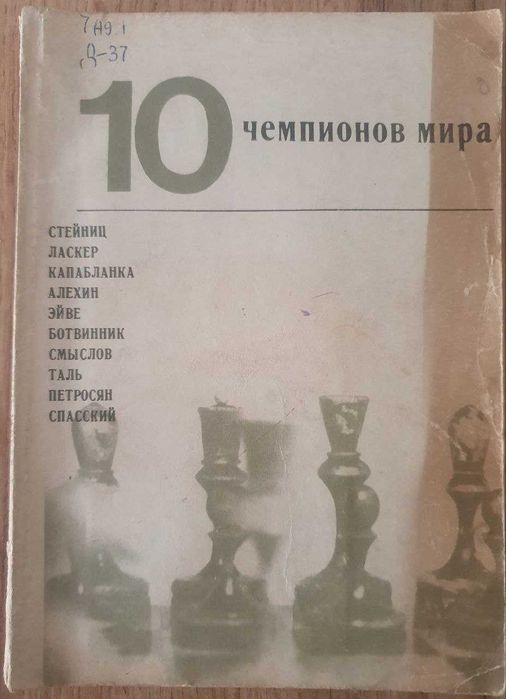 7А9.1
Д-37
10 чемпионов мира
СТЕЙНИЦ
ЛАСКЕР
КАПАБЛАНКА
АЛЕХИН
ЭЙВЕ
БОТВИННИК
СМЫСЛОВ
ТАЛЬ
ПЕТРОСЯН
СПАССКИЙ